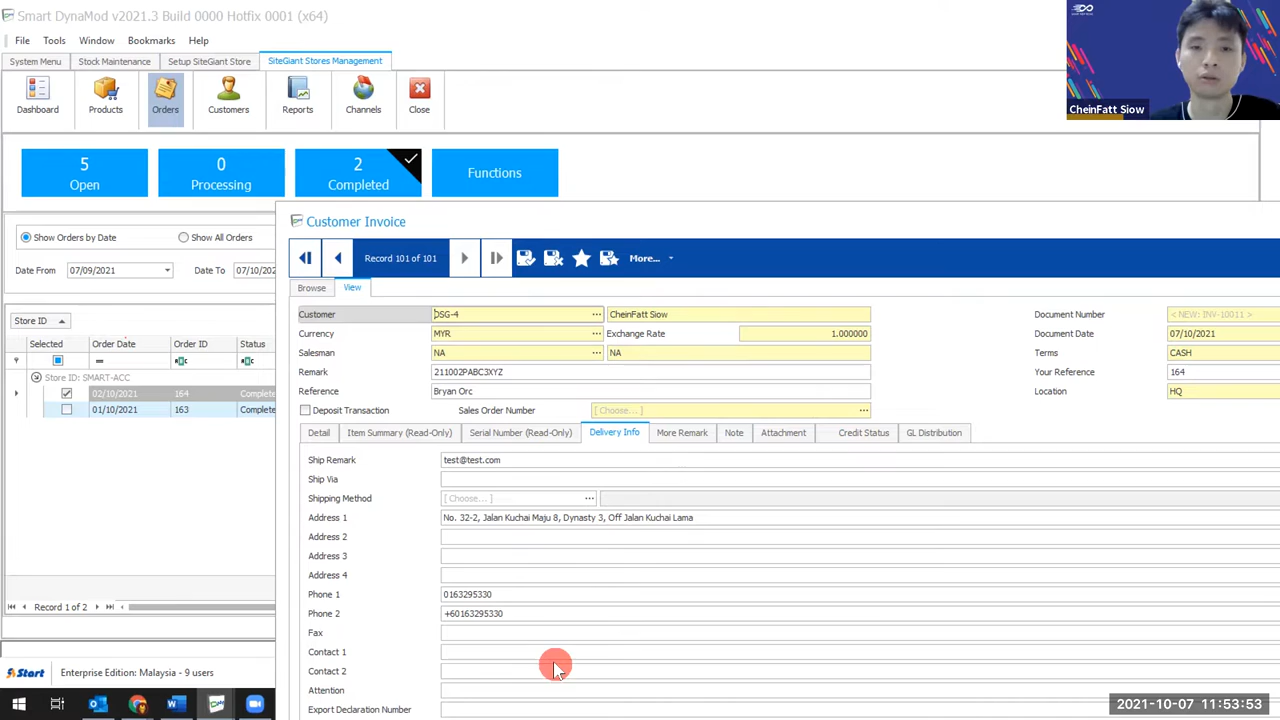 Smart DynaMod v2021.3 Build 0000 Hotfix 0001 (x64)
File Tools Window Bookmarks Help
System Menu Stock Maintenance Setup SiteGiant Store SiteGiant Stores Management
Dashboard Products Orders Customers Reports Channels Close
CheinFatt Siow
5 0 2
Open Processing Completed Functions
Show Orders by Date Show All Orders
Date From 07/09/2021 Date To 07/10/202
Store ID
Selected Order Date Order ID Status
Store ID: SMART-ACC
02/10/2021 164 Complete
01/10/2021 163 Complete
Record 1 of 2
Customer Invoice
Record 101 of 101 More...
Browse View
Customer DSG-4 CheinFatt Siow Document Number < NEW: INV-10011 >
Currency MYR Exchange Rate 1.000000 Document Date 07/10/2021
Salesman NA NA Terms CASH
Remark 211002PABC3XYZ Your Reference 164
Reference Bryan Orc Location HQ
Deposit Transaction Sales Order Number [ Choose... ]
Detail Item Summary (Read-Only) Serial Number (Read-Only) Delivery Info More Remark Note Attachment Credit Status GL Distribution
Ship Remark test@test.com
Ship Via
Shipping Method [ Choose... ]
Address 1 No. 32-2, Jalan Kuchai Maju 8, Dynasty 3, Off Jalan Kuchai Lama
Address 2
Address 3
Address 4
Phone 1 0163295330
Phone 2 +60163295330
Fax
Contact 1
Contact 2
Attention
Export Declaration Number
Start Enterprise Edition: Malaysia ~ 9 users
2021-10-07 11:53:53